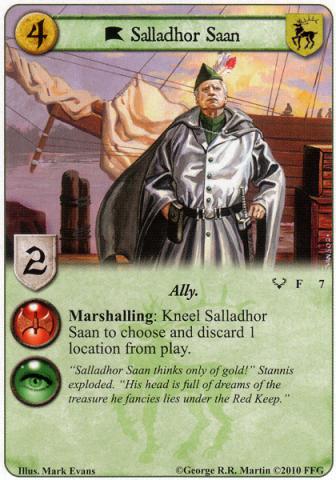 4
Salladhor Saan
2
Ally.
F 7
Marshalling: Kneel Salladhor
Saan to choose and discard 1
location from play.
"Salladhor Saan thinks only of gold!" Stannis
exploded. "His head is full of dreams of the
treasure he fancies lie under the Red Keep."
Illus. Mark Evans
©George R.R. Martin ©2010 FFG